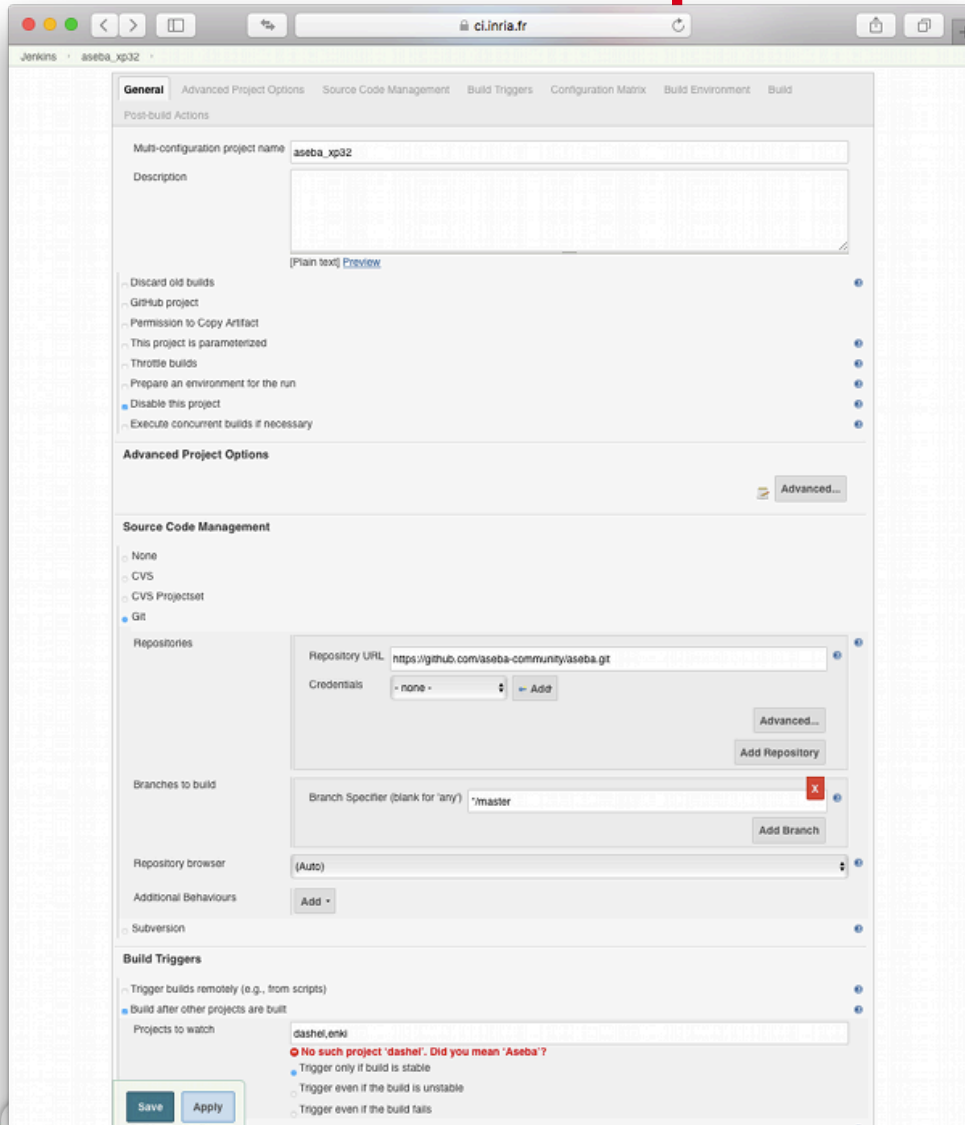 ci.inria.fr
Jenkins aseba_xp32
General Advanced Project Options Source Code Management Build Triggers Configuration Matrix Build Environment Build
Post-build Actions
Multi-configuration project name aseba_xp32
Description
[Plain text] Preview
Discard old builds
GitHub project
Permission to Copy Artifact
This project is parameterized
Throttle builds
Prepare an environment for the run
Disable this project
Execute concurrent builds if necessary
Advanced Project Options
Advanced...
Source Code Management
None
CVS
CVS Projectset
Git
Repositories
Repository URL https://github.com/aseba-community/aseba.git
Credentials - none - Add
Advanced...
Add Repository
Branches to build
X
Branch Specifier (blank for 'any') */master
Add Branch
Repository browser (Auto)
Additional Behaviours Add
Subversion
Build Triggers
Trigger builds remotely (e.g., from scripts)
Build after other projects are built
Projects to watch dashel,enki
No such project 'dashel'. Did you mean 'Aseba'?
Trigger only if build is stable
Trigger even if the build is unstable
Trigger even if the build fails
Save Apply